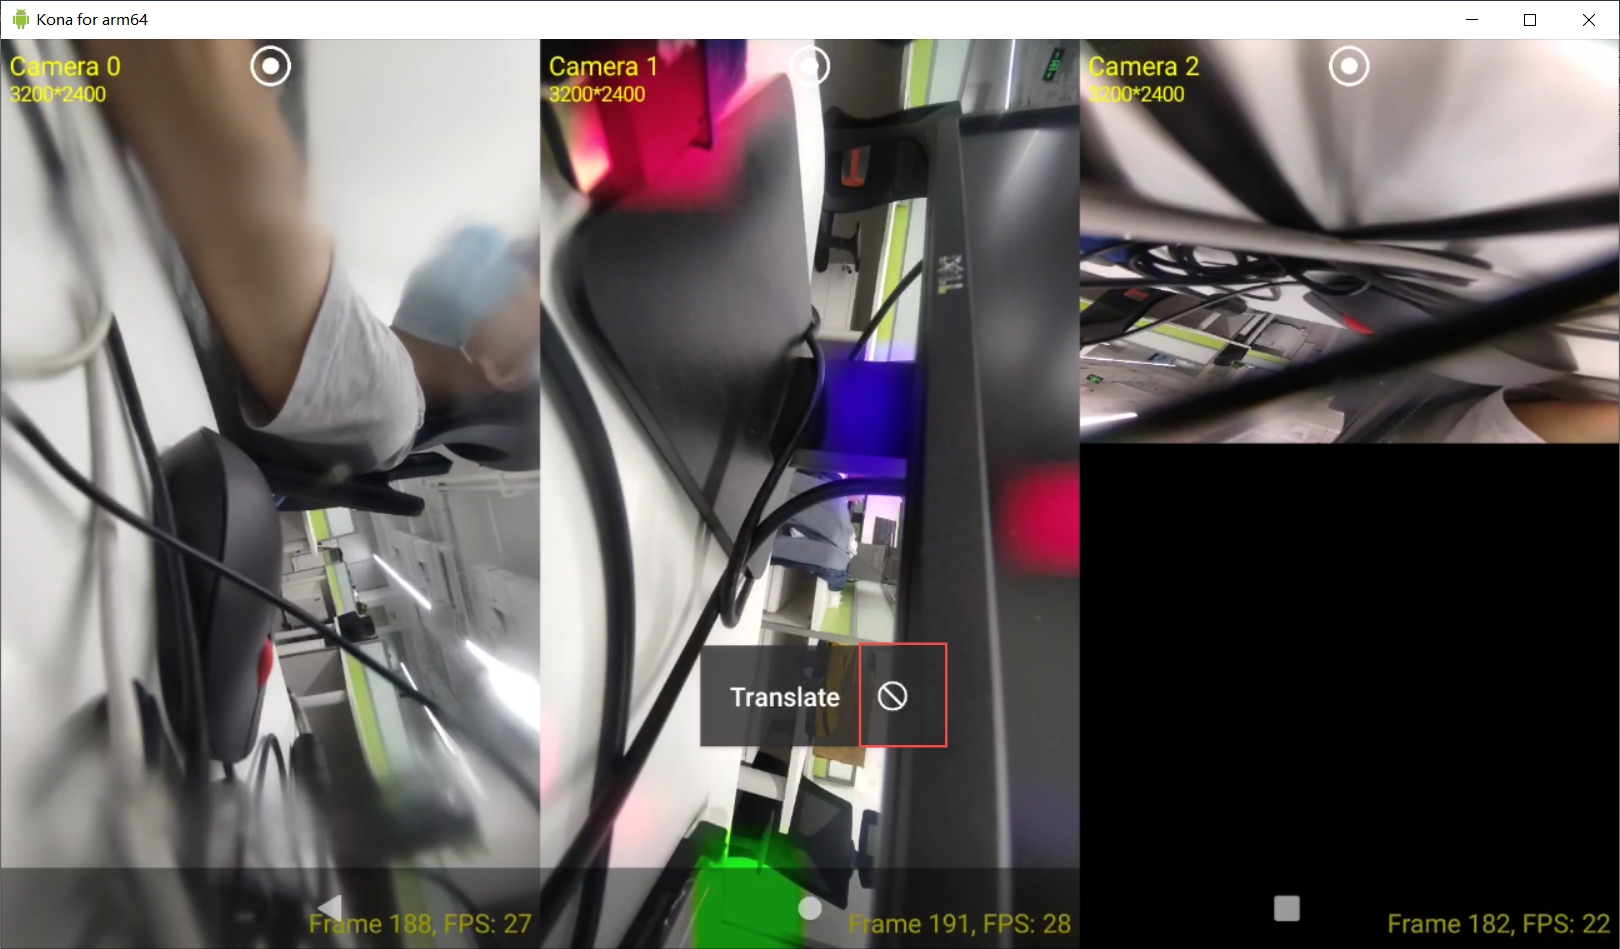 Kona for arm64
Camera 0
3200*2400
Camera 1
3200*2400
Camera 2
3200*2400
Translate
Frame 188, FPS: 27
Frame 191, FPS: 28
Frame 182, FPS: 22